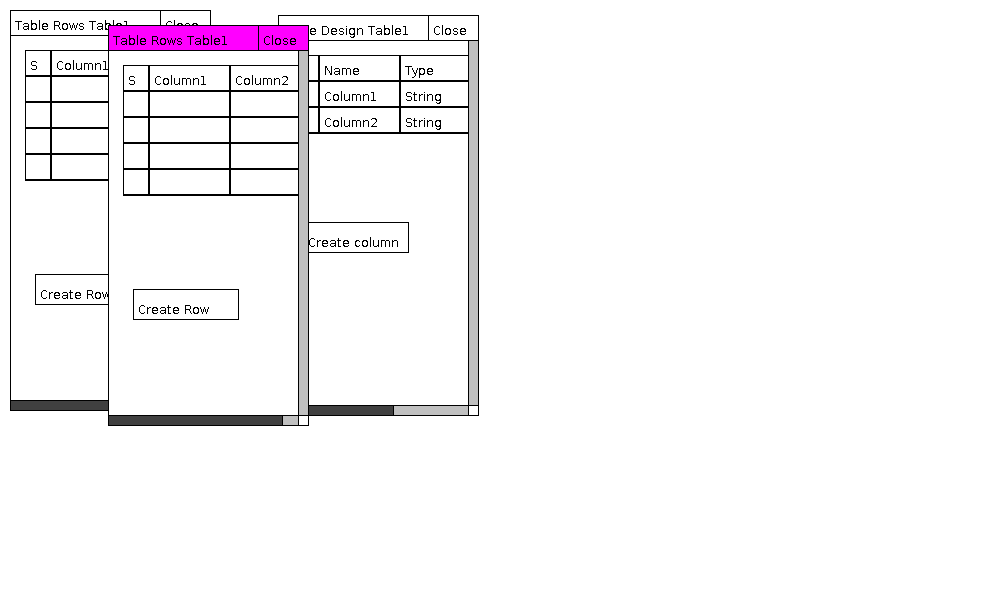 Table Rows Table1 Close
S Column1
Create Row
Table Rows Table1 Close
S Column1 Column2
Create Row
e Design Table1 Close
Name Type
Column1 String
Column2 String
Create column